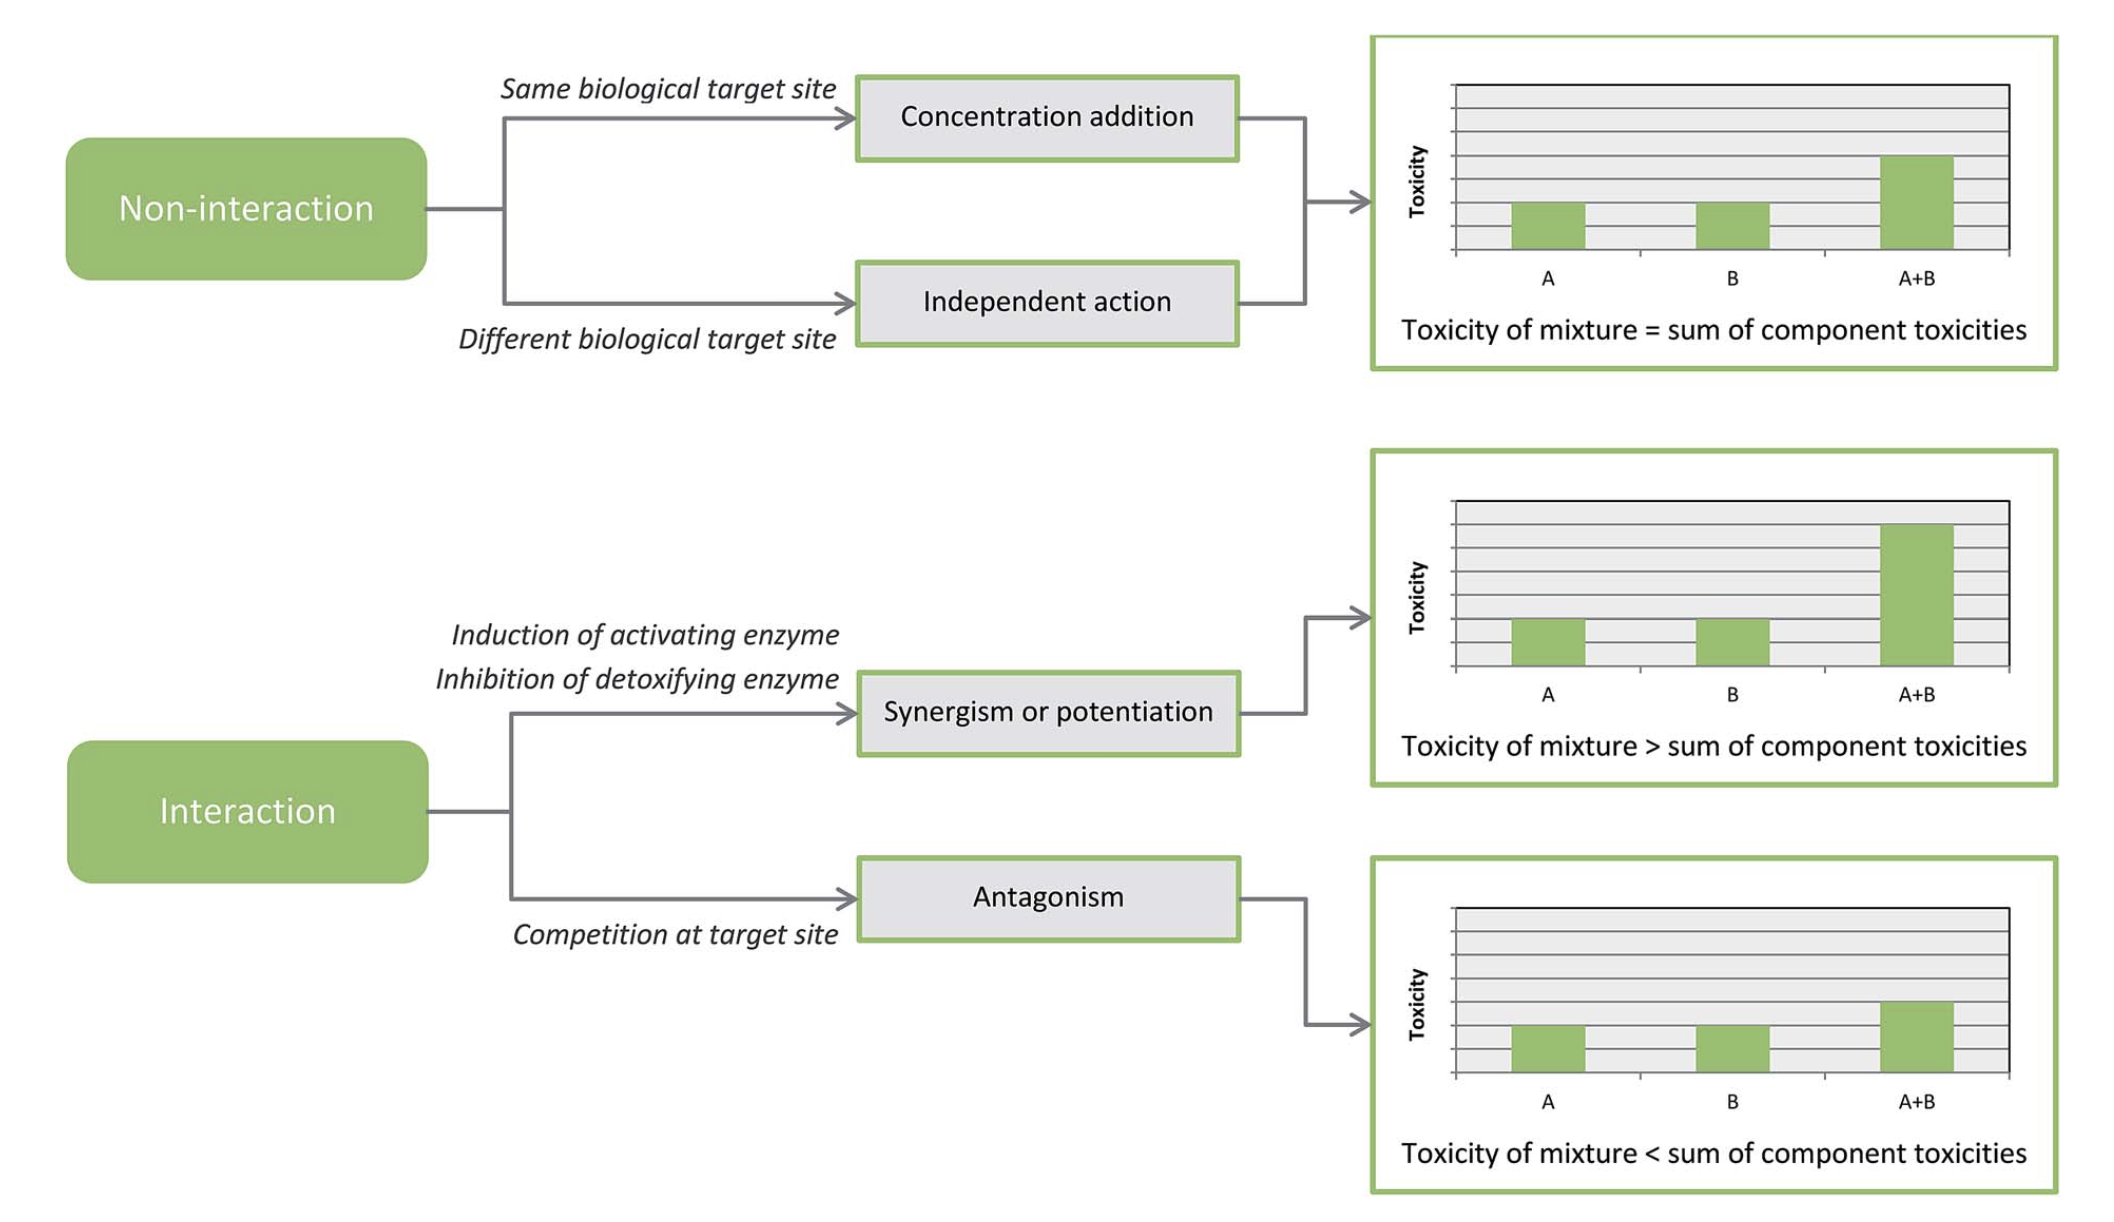 Same biological target site
Concentration addition
Non-interaction
Independent action
Different biological target site
Toxicity
A
B
A+B
Toxicity of mixture = sum of component toxicities
Induction of activating enzyme
Inhibition of detoxifying enzyme
Synergism or potentiation
Interaction
Antagonism
Competition at target site
Toxicity
A
B
A+B
Toxicity of mixture > sum of component toxicities
Toxicity
A
B
A+B
Toxicity of mixture < sum of component toxicities